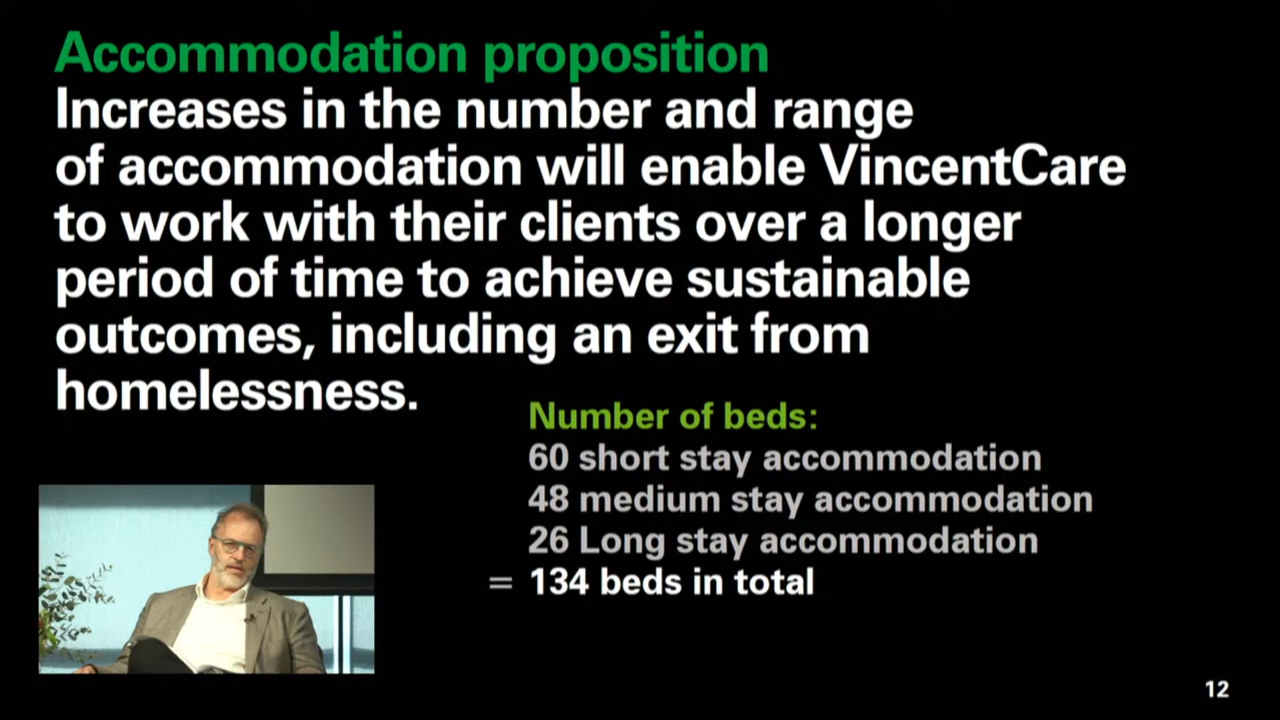 Accommodation proposition
Increases in the number and range
of accommodation will enable VincentCare
to work with their clients over a longer
period of time to achieve sustainable
outcomes, including an exit from
homelessness.
Number of beds:
60 short stay accommodation
48 medium stay accommodation
26 Long stay accommodation
= 134 beds in total
12